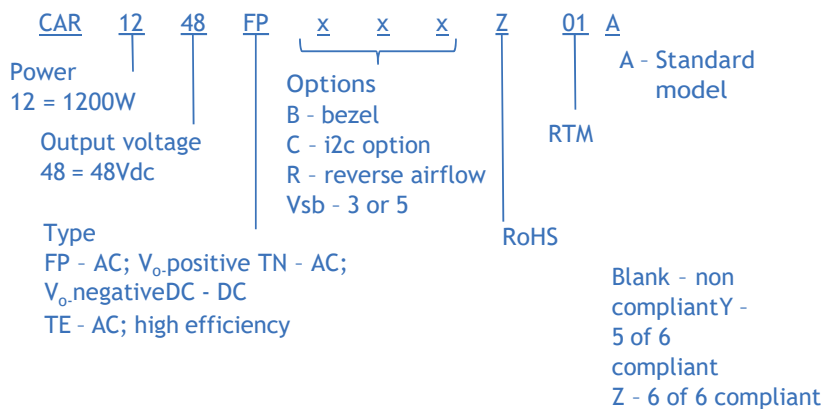 CAR 12 48 FP x x x Z 01 A
Power
12 = 1200W
Output voltage
48 = 48Vdc
Type
FP – AC; Vo-positive TN – AC;
Vo-negativeDC - DC
TE – AC; high efficiency
Options
B – bezel
C – i2c option
R – reverse airflow
Vsb – 3 or 5
RoHS
RTM
A – Standard
model
Blank – non
compliantY –
5 of 6
compliant
Z – 6 of 6 compliant